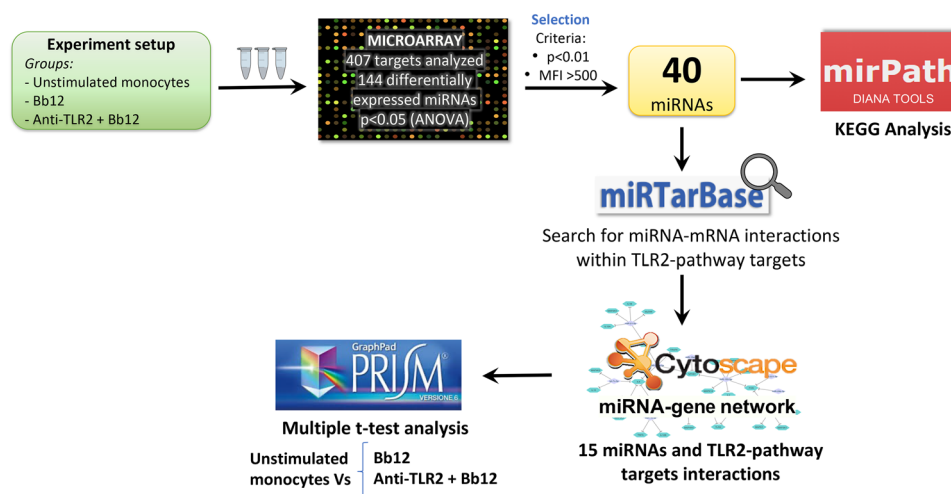 Experiment setup
Groups:
- Unstimulated monocytes
- Bb12
- Anti-TLR2 + Bb12
MICROARRAY
407 targets analyzed
144 differentially
expressed miRNAs
p<0.05 (ANOVA)
Selection
Criteria:
• p<0.01
• MFI >500
40
miRNAs
mirPath
DIANA TOOLS
KEGG Analysis
miRTarBase
Search for miRNA-mRNA interactions
within TLR2-pathway targets
Cytoscape
miRNA-gene network
15 miRNAs and TLR2-pathway
targets interactions
GraphPad
PRISM®
VERSIONE 6
Multiple t-test analysis
Unstimulated
monocytes Vs
Bb12
Anti-TLR2 + Bb12